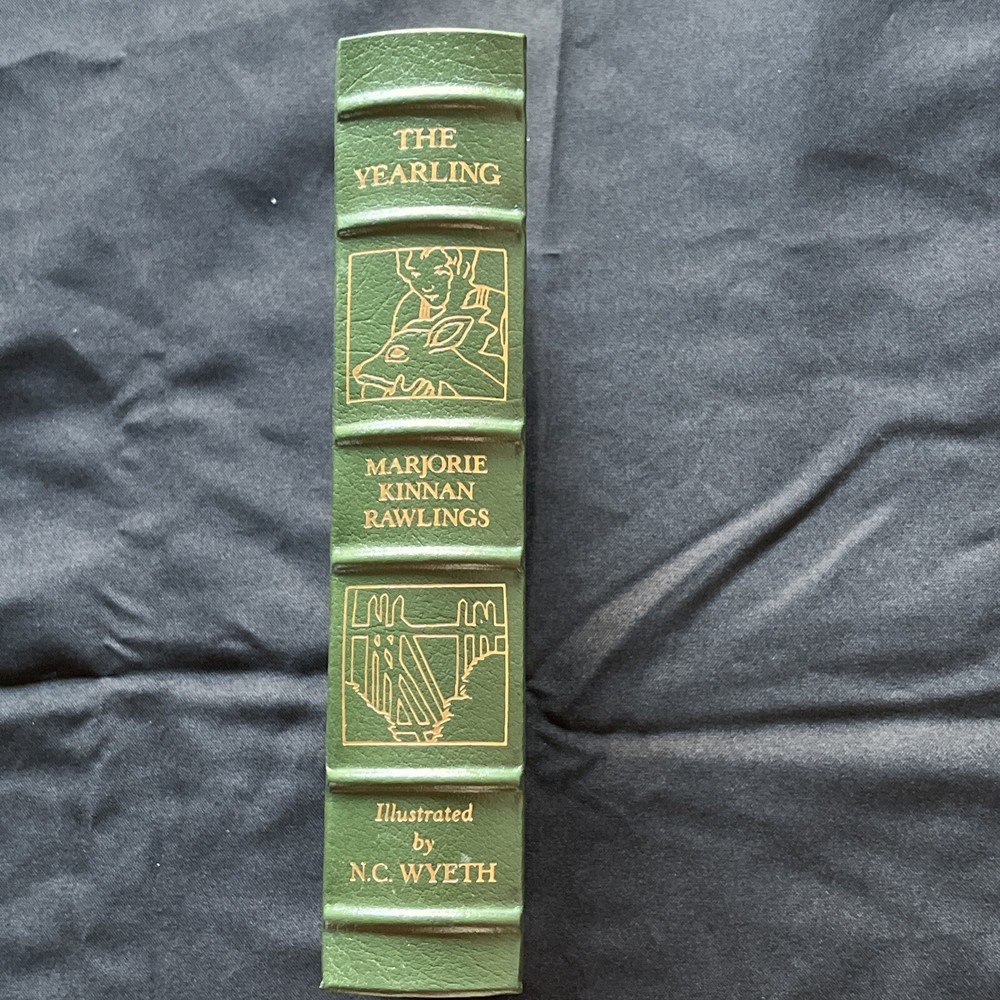 THE
YEARLING
MARJORIE
KINNAN
RAWLINGS
Illustrated
by
N.C. WYETH